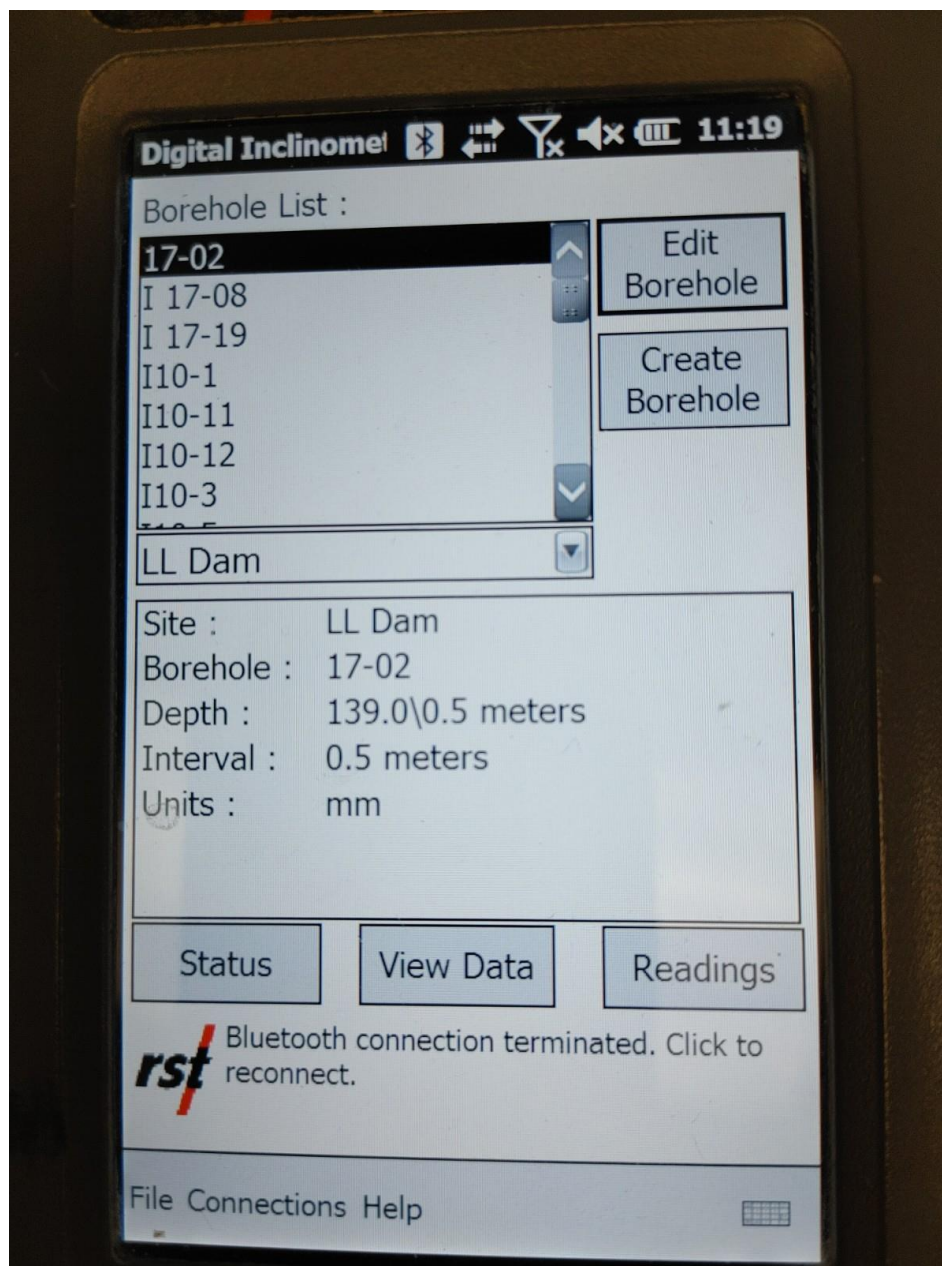 Digital Inclinomet 11:19
Borehole List :
17-02
I 17-08
I 17-19
I10-1
I10-11
I10-12
I10-3
Edit
Borehole
Create
Borehole
LL Dam
Site : LL Dam
Borehole : 17-02
Depth : 139.0\0.5 meters
Interval : 0.5 meters
Units : mm
Status View Data Readings
rst
Bluetooth connection terminated. Click to
reconnect.
File Connections Help